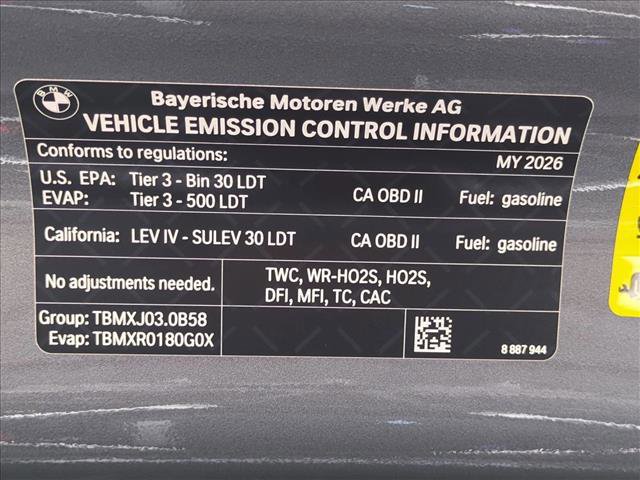 BMW
Bayerische Motoren Werke AG
VEHICLE EMISSION CONTROL INFORMATION
Conforms to regulations: MY 2026
U.S. EPA: Tier 3 - Bin 30 LDT CA OBD II Fuel: gasoline
EVAP: Tier 3 - 500 LDT
California: LEV IV - SULEV 30 LDT CA OBD II Fuel: gasoline
No adjustments needed.
TWC, WR-HO2S, HO2S,
DFI, MFI, TC, CAC
Group: TBMXJ03.0B58
Evap: TBMXR0180G0X
8 887 944